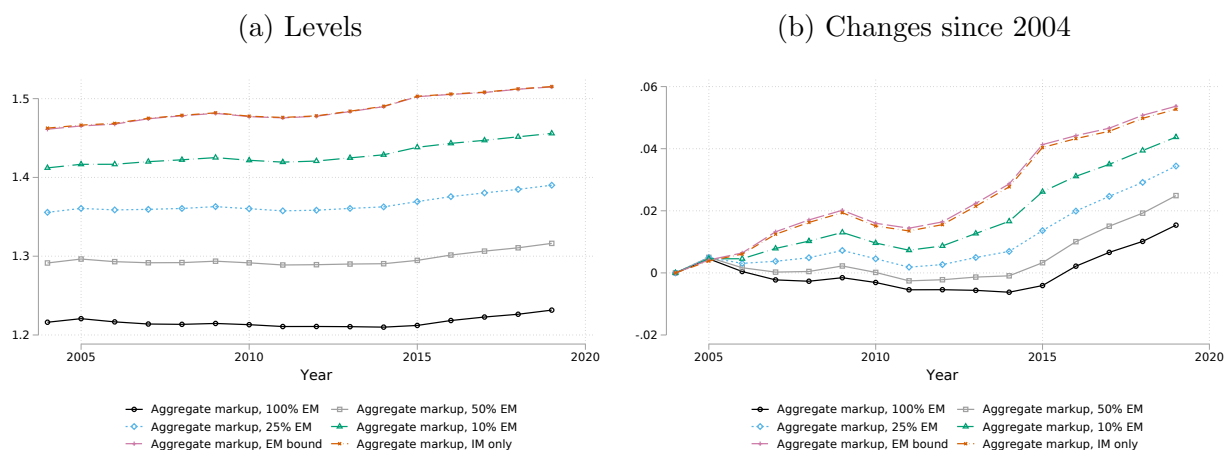 (a) Levels
1.5
1.4
1.3
1.2
2005 2010 2015 2020
Year
Aggregate markup, 100% EM Aggregate markup, 50% EM
Aggregate markup, 25% EM Aggregate markup, 10% EM
Aggregate markup, EM bound Aggregate markup, IM only
(b) Changes since 2004
.06
.04
.02
0
-.02
2005 2010 2015 2020
Year
Aggregate markup, 100% EM Aggregate markup, 50% EM
Aggregate markup, 25% EM Aggregate markup, 10% EM
Aggregate markup, EM bound Aggregate markup, IM only